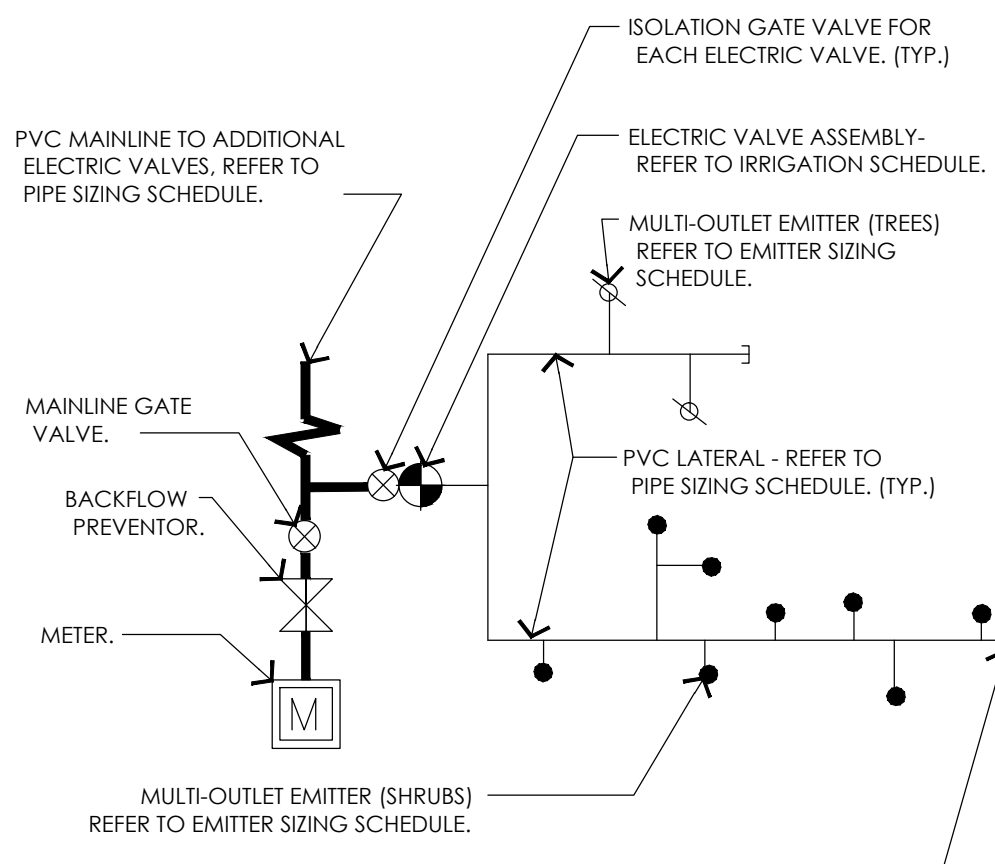 ISOLATION GATE VALVE FOR
EACH ELECTRIC VALVE. (TYP.)
PVC MAINLINE TO ADDITIONAL
ELECTRIC VALVES, REFER TO
PIPE SIZING SCHEDULE.
ELECTRIC VALVE ASSEMBLY-
REFER TO IRRIGATION SCHEDULE.
MULTI-OUTLET EMITTER (TREES)
REFER TO EMITTER SIZING
SCHEDULE.
MAINLINE GATE
VALVE.
PVC LATERAL - REFER TO
PIPE SIZING SCHEDULE. (TYP.)
BACKFLOW
PREVENTOR.
METER.
M
MULTI-OUTLET EMITTER (SHRUBS)
REFER TO EMITTER SIZING SCHEDULE.